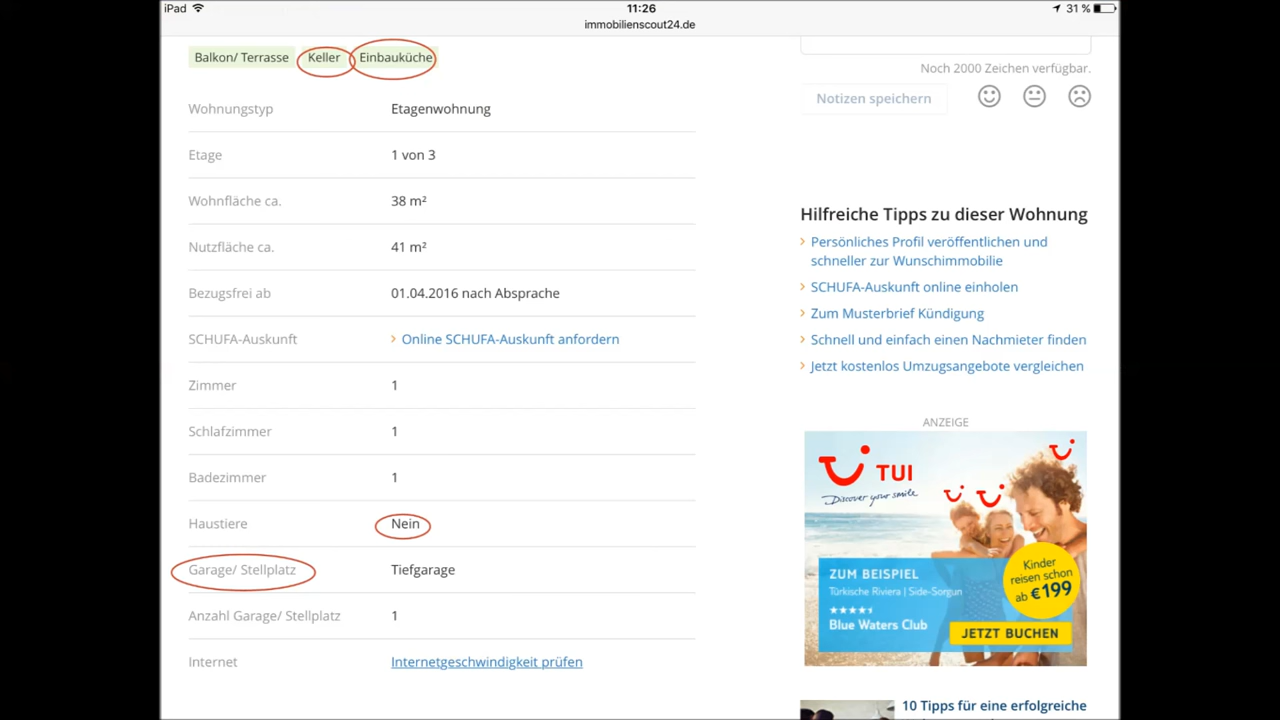 iPad 11:26 31 %
immobilienscout24.de
Balkon/ Terrasse Keller Einbauküche
Noch 2000 Zeichen verfügbar.
Notizen speichern
Wohnungstyp Etagenwohnung
Etage 1 von 3
Wohnfläche ca. 38 m²
Nutzfläche ca. 41 m²
Bezugsfrei ab 01.04.2016 nach Absprache
SCHUFA-Auskunft › Online SCHUFA-Auskunft anfordern
Zimmer 1
Schlafzimmer 1
Badezimmer 1
Haustiere Nein
Garage/ Stellplatz Tiefgarage
Anzahl Garage/ Stellplatz 1
Internet Internetgeschwindigkeit prüfen
Hilfreiche Tipps zu dieser Wohnung
› Persönliches Profil veröffentlichen und
schneller zur Wunschimmobilie
› SCHUFA-Auskunft online einholen
› Zum Musterbrief Kündigung
› Schnell und einfach einen Nachmieter finden
› Jetzt kostenlos Umzugsangebote vergleichen
ANZEIGE
TUI
Discover your smile
ZUM BEISPIEL
Türkische Riviera | Side-Sorgun
Blue Waters Club
Kinder
reisen schon
ab €199
JETZT BUCHEN
10 Tipps für eine erfolgreiche